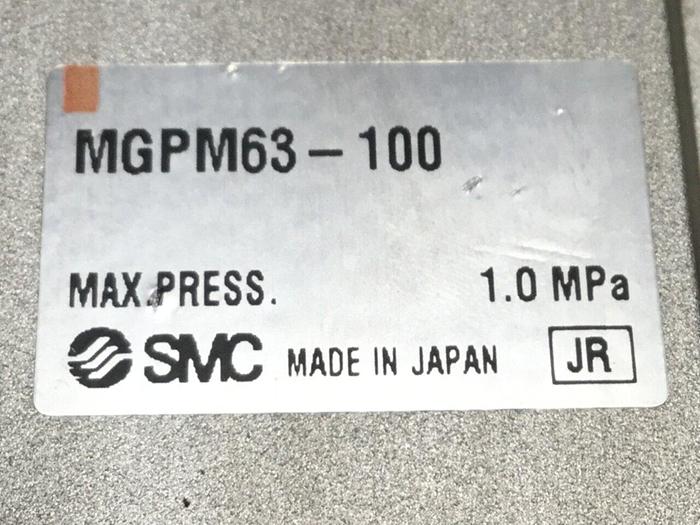 MGPM63-100
MAX.PRESS. 1.0 MPa
SMC MADE IN JAPAN JR